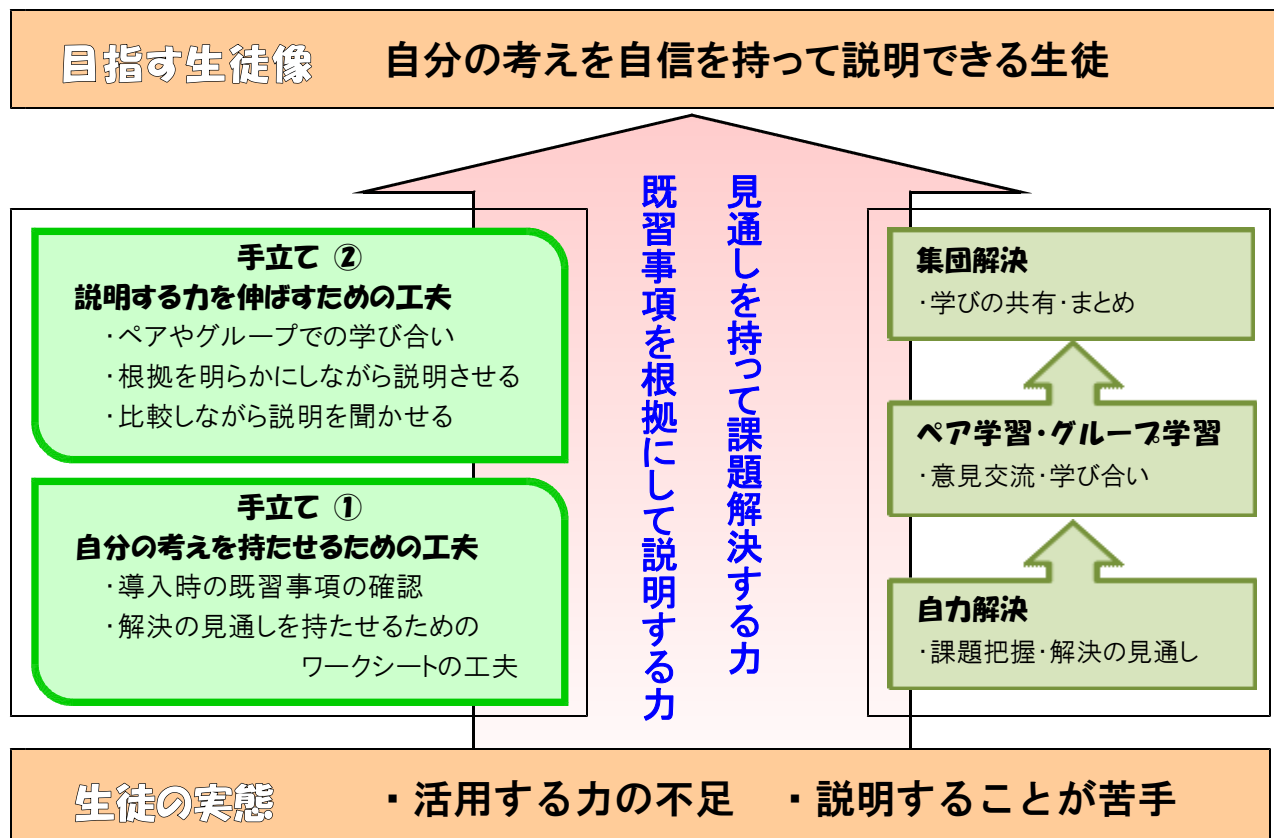 目指す生徒像　自分の考えを自信を持って説明できる生徒
見通しを持って課題解決する力
既習事項を根拠にして説明する力
手立て ②
説明する力を伸ばすための工夫
・ペアやグループでの学び合い
・根拠を明らかにしながら説明させる
・比較しながら説明を聞かせる
手立て ①
自分の考えを持たせるための工夫
・導入時の既習事項の確認
・解決の見通しを持たせるための
ワークシートの工夫
集団解決
・学びの共有・まとめ
ペア学習・グループ学習
・意見交流・学び合い
自力解決
・課題把握・解決の見通し
生徒の実態　・活用する力の不足　・説明することが苦手